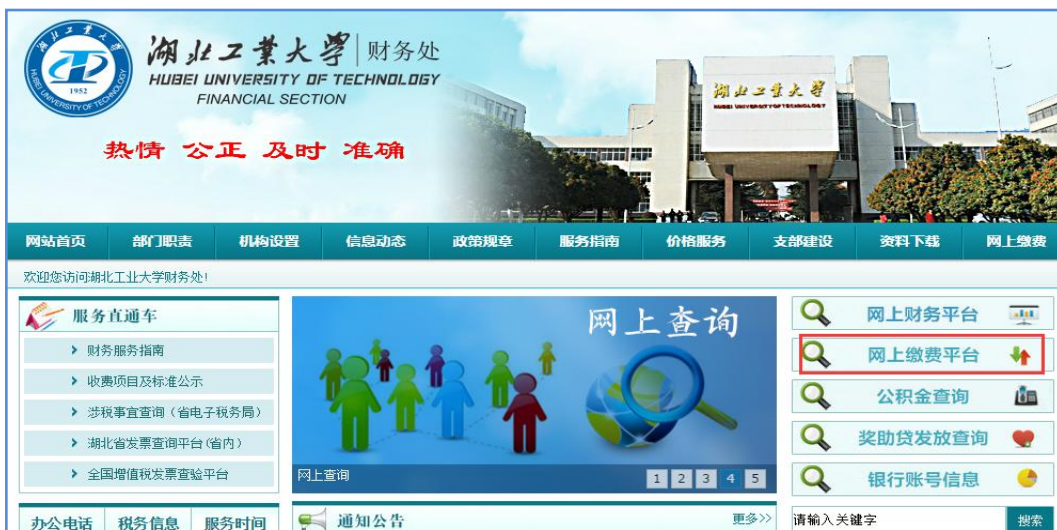 HUBEI UNIVERSITY OF TECHNOLOGY
1952
湖北工業大學
财务处
HUBEI UNIVERSITY OF TECHNOLOGY
FINANCIAL SECTION
热情 公正 及时 准确
湖北工業大學
HUBEI UNIVERSITY OF TECHNOLOGY
网站首页 部门职责 机构设置 信息动态 政策规章 服务指南 价格服务 支部建设 资料下载 网上缴费
欢迎您访问湖北工业大学财务处!
服务直通车
财务服务指南
收费项目及标准公示
涉税事宜查询（省电子税务局）
湖北省发票查询平台(省内)
全国增值税发票查验平台
网上查询
网上查询
1 2 3 4 5
网上财务平台
网上缴费平台
公积金查询
奖助贷发放查询
银行账号信息
办公电话 税务信息 服务时间
通知公告 更多>>
请输入关键字 搜索